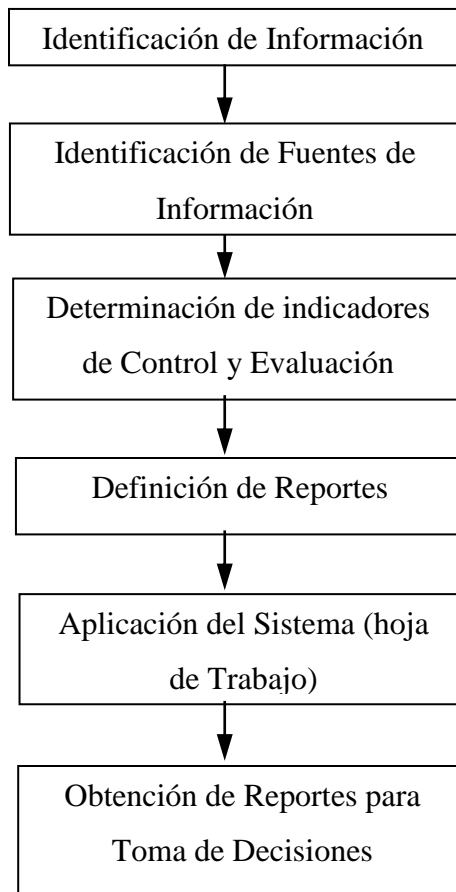 Identificación de Información
Identificación de Fuentes de
Información
Determinación de indicadores
de Control y Evaluación
Definición de Reportes
Aplicación del Sistema (hoja
de Trabajo)
Obtención de Reportes para
Toma de Decisiones